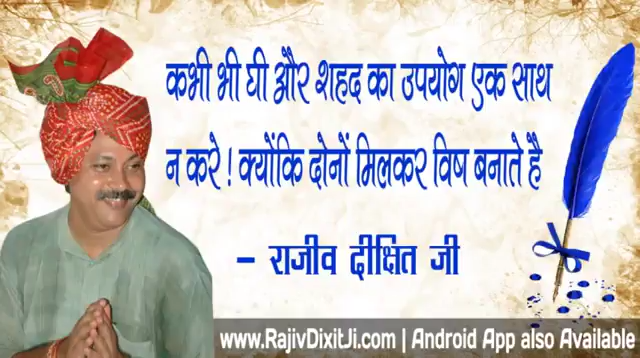 कभी भी घी और शहद का उपयोग एक साथ
न करे ! क्योंकि दोनों मिलकर विष बनाते है
– राजीव दीक्षित जी
www.RajivDixitJi.com | Android App also Available